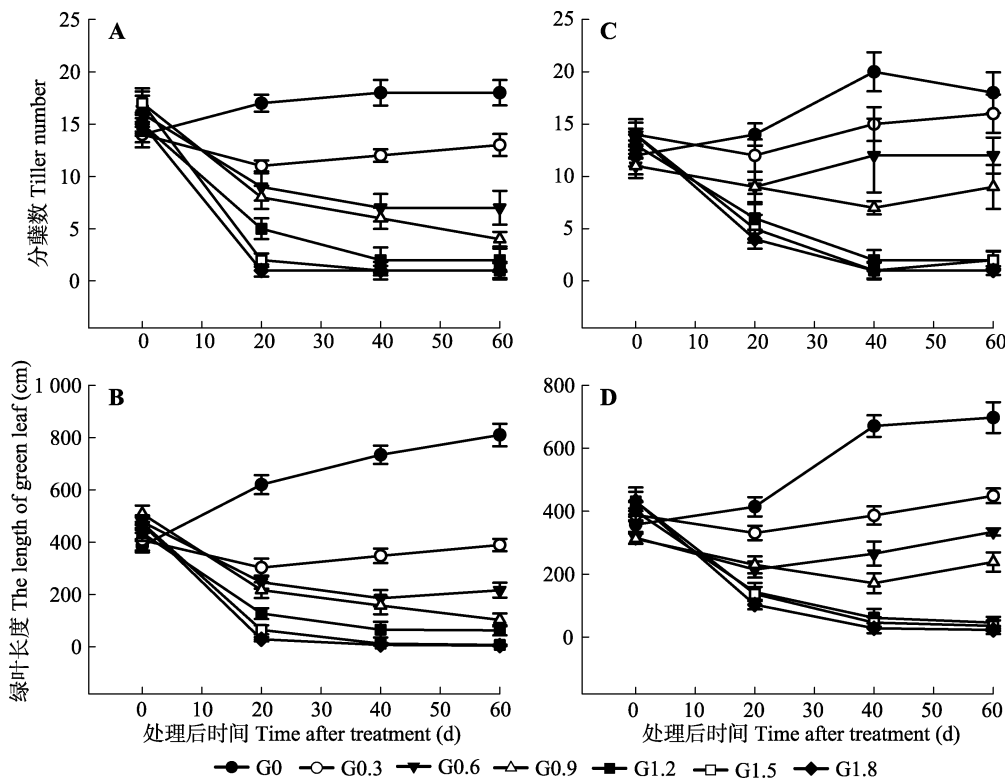 A
25
20
15
10
5
0
0 10 20 30 40 50 60
分蘖数 Tiller number
C
25
20
15
10
5
0
0 10 20 30 40 50 60
B
1 000
800
600
400
200
0
0 10 20 30 40 50 60
绿叶长度 The length of green leaf (cm)
处理后时间 Time after treatment (d)
D
800
600
400
200
0
0 10 20 30 40 50 60
处理后时间 Time after treatment (d)
G0 G0.3 G0.6 G0.9 G1.2 G1.5 G1.8